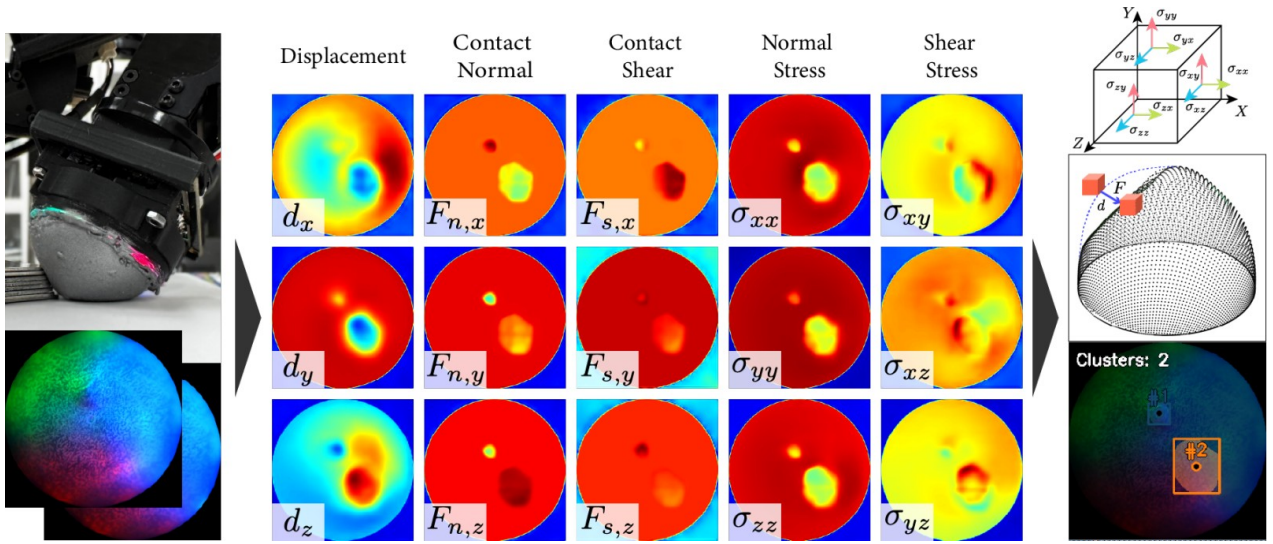 Displacement
Contact
Normal
Contact
Shear
Normal
Stress
Shear
Stress
d_x
F_{n,x}
F_{s,x}
σ_{xx}
σ_{xy}
d_y
F_{n,y}
F_{s,y}
σ_{yy}
σ_{xz}
d_z
F_{n,z}
F_{s,z}
σ_{zz}
σ_{yz}
Y
σ_{yy}
σ_{yx}
σ_{yz}
σ_{xy}
σ_{xx}
σ_{zy}
σ_{zx}
σ_{xz}
X
σ_{zz}
Z
F
d
Clusters: 2
#1
#2